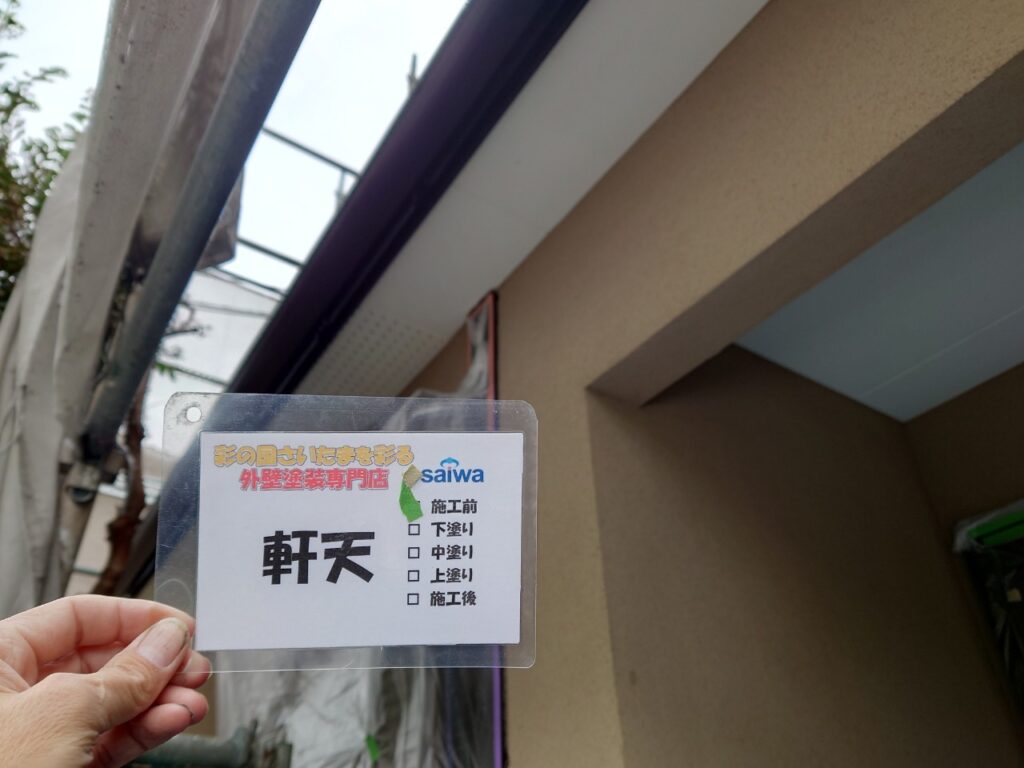 彩の国さいたまを彩る
外壁塗装専門店
saiwa
軒天
施工前
□ 下塗り
□ 中塗り
□ 上塗り
□ 施工後